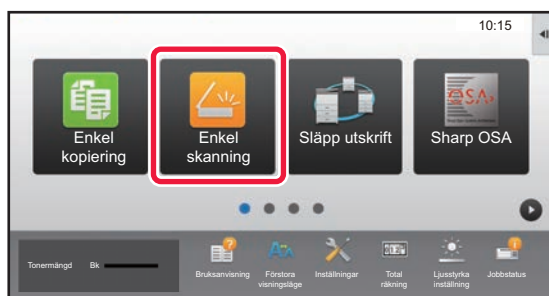 10:15
Enkel
kopiering
Enkel
skanning
Släpp utskrift
OSA
Sharp OSA
Tonermängd Bk
Bruksanvisning
Förstora
visningsläge
Inställningar
Total
räkning
Ljusstyrka
inställning
Jobbstatus